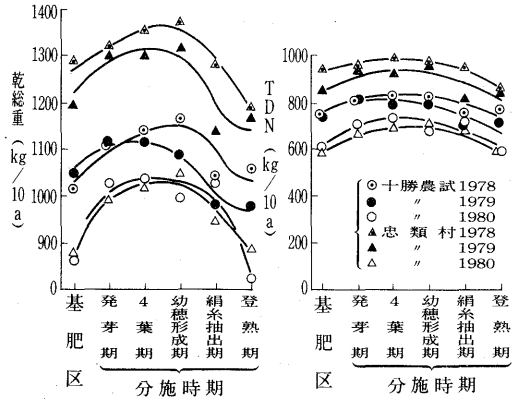 乾総重(kg/10a)
1400
1300
1200
1100
1000
900
0
基肥区
発芽期
4葉期
幼穂形成期
絹糸抽出期
登熟期
分施時期
TDN(kg/10a)
1000
800
600
400
200
0
十勝農試1978
〃 1979
〃 1980
忠類村1978
〃 1979
〃 1980
基肥区
発芽期
4葉期
幼穂形成期
絹糸抽出期
登熟期
分施時期